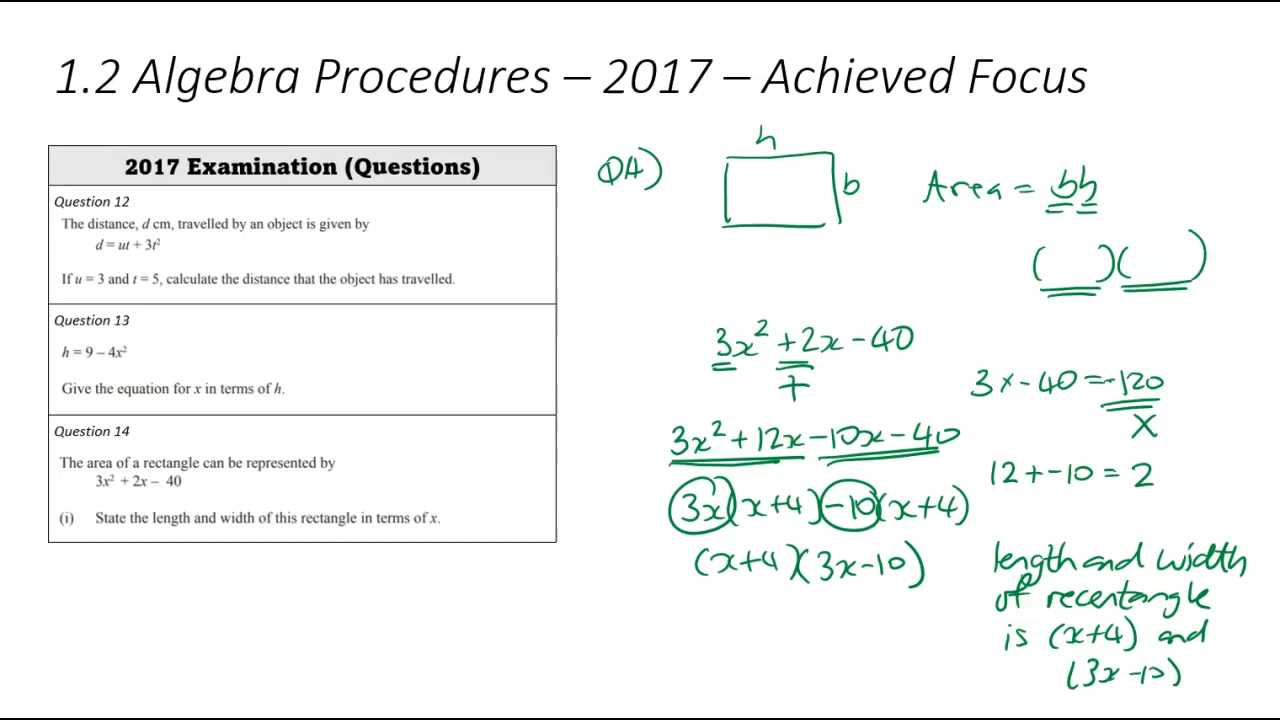 1.2 Algebra Procedures – 2017 – Achieved Focus
2017 Examination (Questions)
Question 12
The distance, d cm, travelled by an object is given by
d = ut + 3t²
If u = 3 and t = 5, calculate the distance that the object has travelled.
Question 13
h = 9 – 4x²
Give the equation for x in terms of h.
Question 14
The area of a rectangle can be represented by
3x² + 2x – 40
(i) State the length and width of this rectangle in terms of x.
Q4)
h
b
Area = bh
( )( )
3x² + 2x - 40
+
3 x - 40 = -120
x
3x² + 12x - 10x - 40
12 + - 10 = 2
3x(x+4) - 10(x+4)
(x+4)(3x-10)
length and width
of recentangle
is (x+4) and
(3x-10)